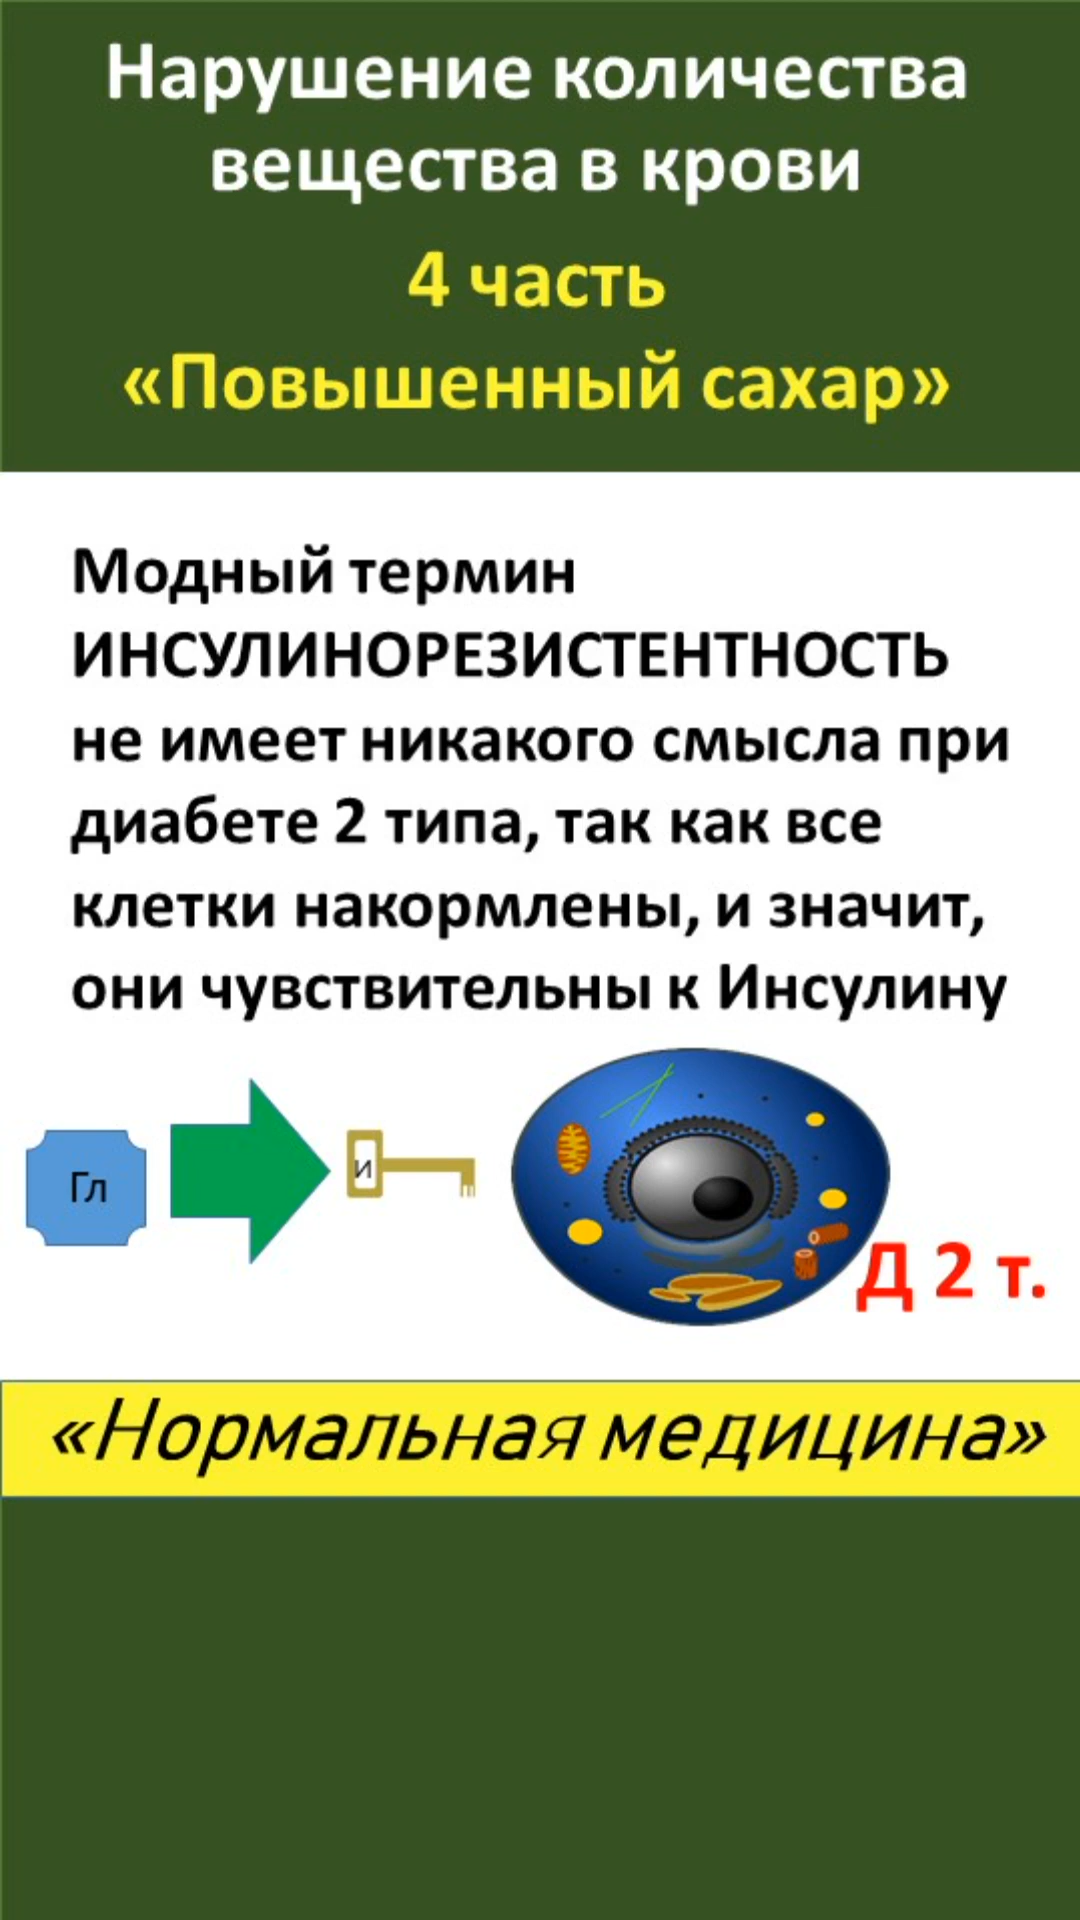 Нарушение количества
вещества в крови
4 часть
«Повышенный сахар»
Модный термин
ИНСУЛИНОРЕЗИСТЕНТНОСТЬ
не имеет никакого смысла при
диабете 2 типа, так как все
клетки накормлены, и значит,
они чувствительны к Инсулину
Гл
И
Д 2 т.
«Нормальная медицина»